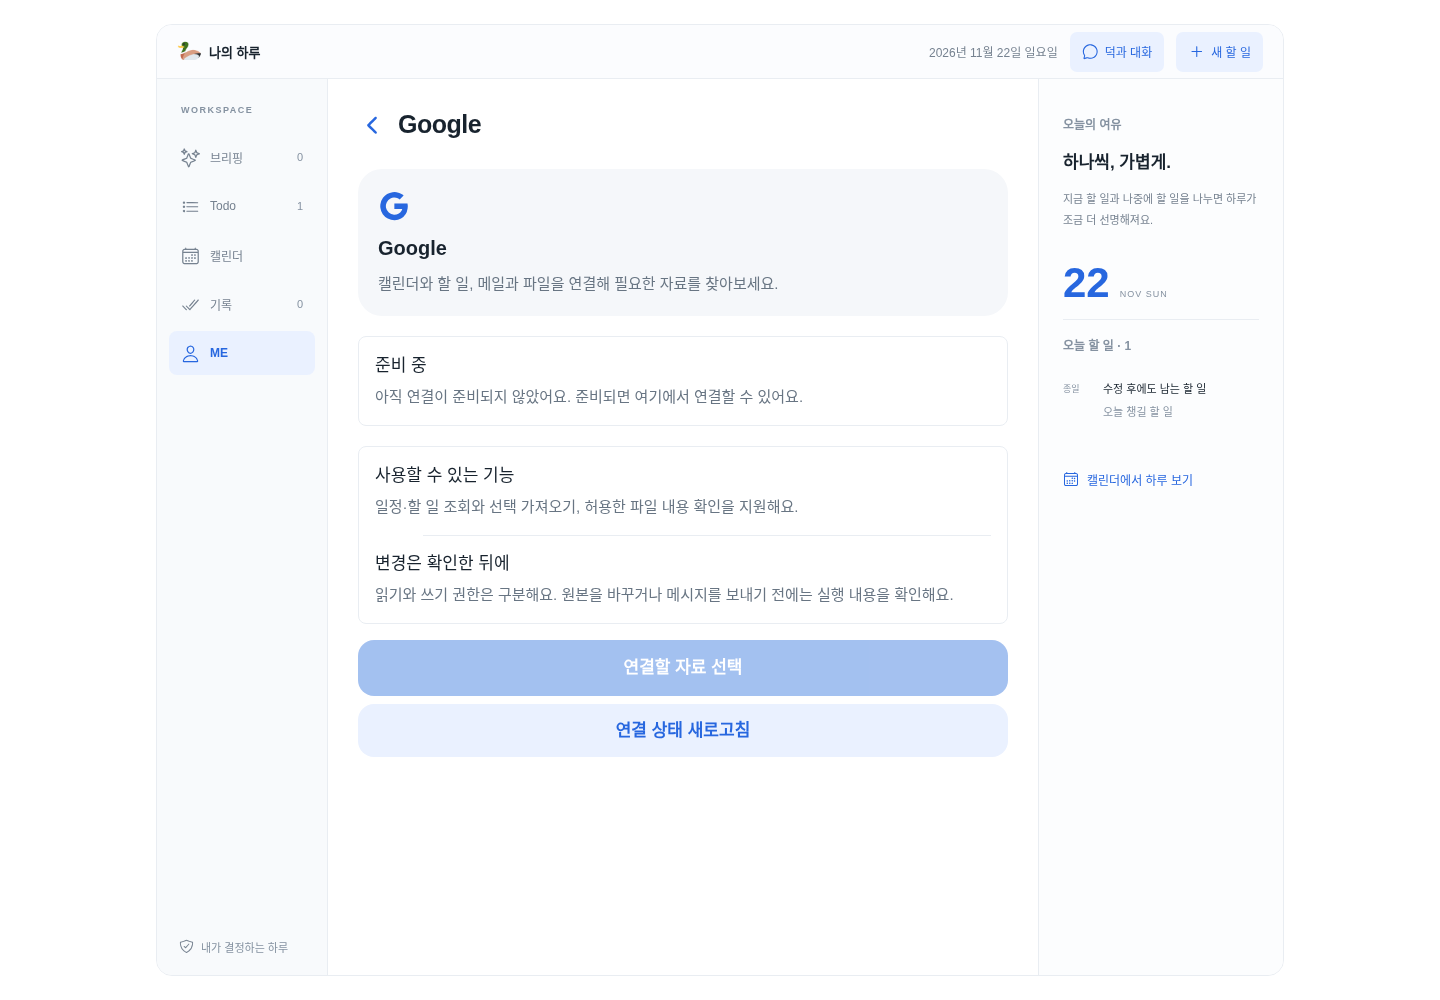 나의 하루
2026년 11월 22일 일요일
덕과 대화
새 할 일
WORKSPACE
브리핑 0
Todo 1
캘린더
기록 0
ME
내가 결정하는 하루
Google
Google
캘린더와 할 일, 메일과 파일을 연결해 필요한 자료를 찾아보세요.
준비 중
아직 연결이 준비되지 않았어요. 준비되면 여기에서 연결할 수 있어요.
사용할 수 있는 기능
일정·할 일 조회와 선택 가져오기, 허용한 파일 내용 확인을 지원해요.
변경은 확인한 뒤에
읽기와 쓰기 권한은 구분해요. 원본을 바꾸거나 메시지를 보내기 전에는 실행 내용을 확인해요.
연결할 자료 선택
연결 상태 새로고침
오늘의 여유
하나씩, 가볍게.
지금 할 일과 나중에 할 일을 나누면 하루가
조금 더 선명해져요.
22 NOV SUN
오늘 할 일 · 1
종일 수정 후에도 남는 할 일
오늘 챙길 할 일
캘린더에서 하루 보기